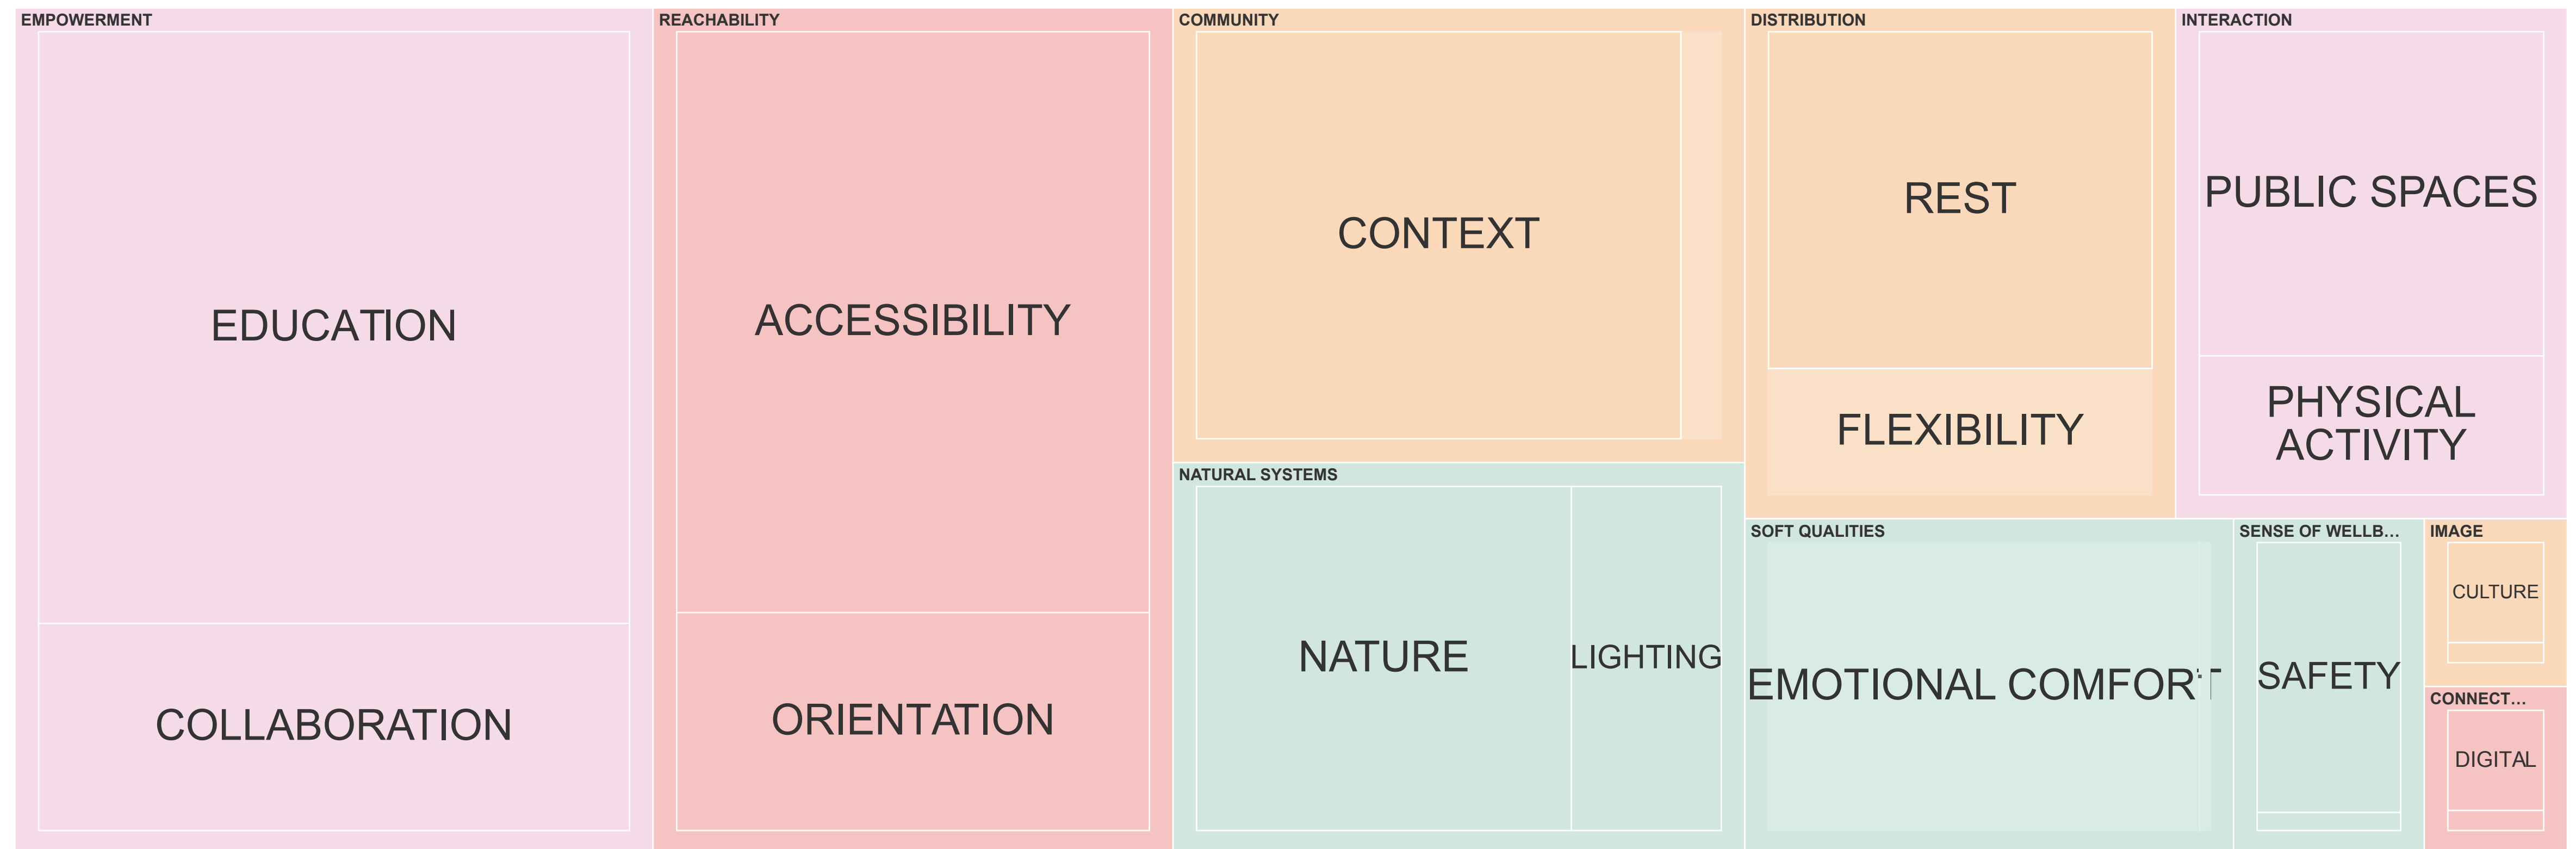 EMPOWERMENT
EDUCATION
COLLABORATION
REACHABILITY
ACCESSIBILITY
ORIENTATION
COMMUNITY
CONTEXT
NATURAL SYSTEMS
NATURE
LIGHTING
DISTRIBUTION
REST
FLEXIBILITY
INTERACTION
PUBLIC SPACES
PHYSICAL
ACTIVITY
SOFT QUALITIES
EMOTIONAL COMFORT
SENSE OF WELLB...
SAFETY
IMAGE
CULTURE
CONNECT...
DIGITAL